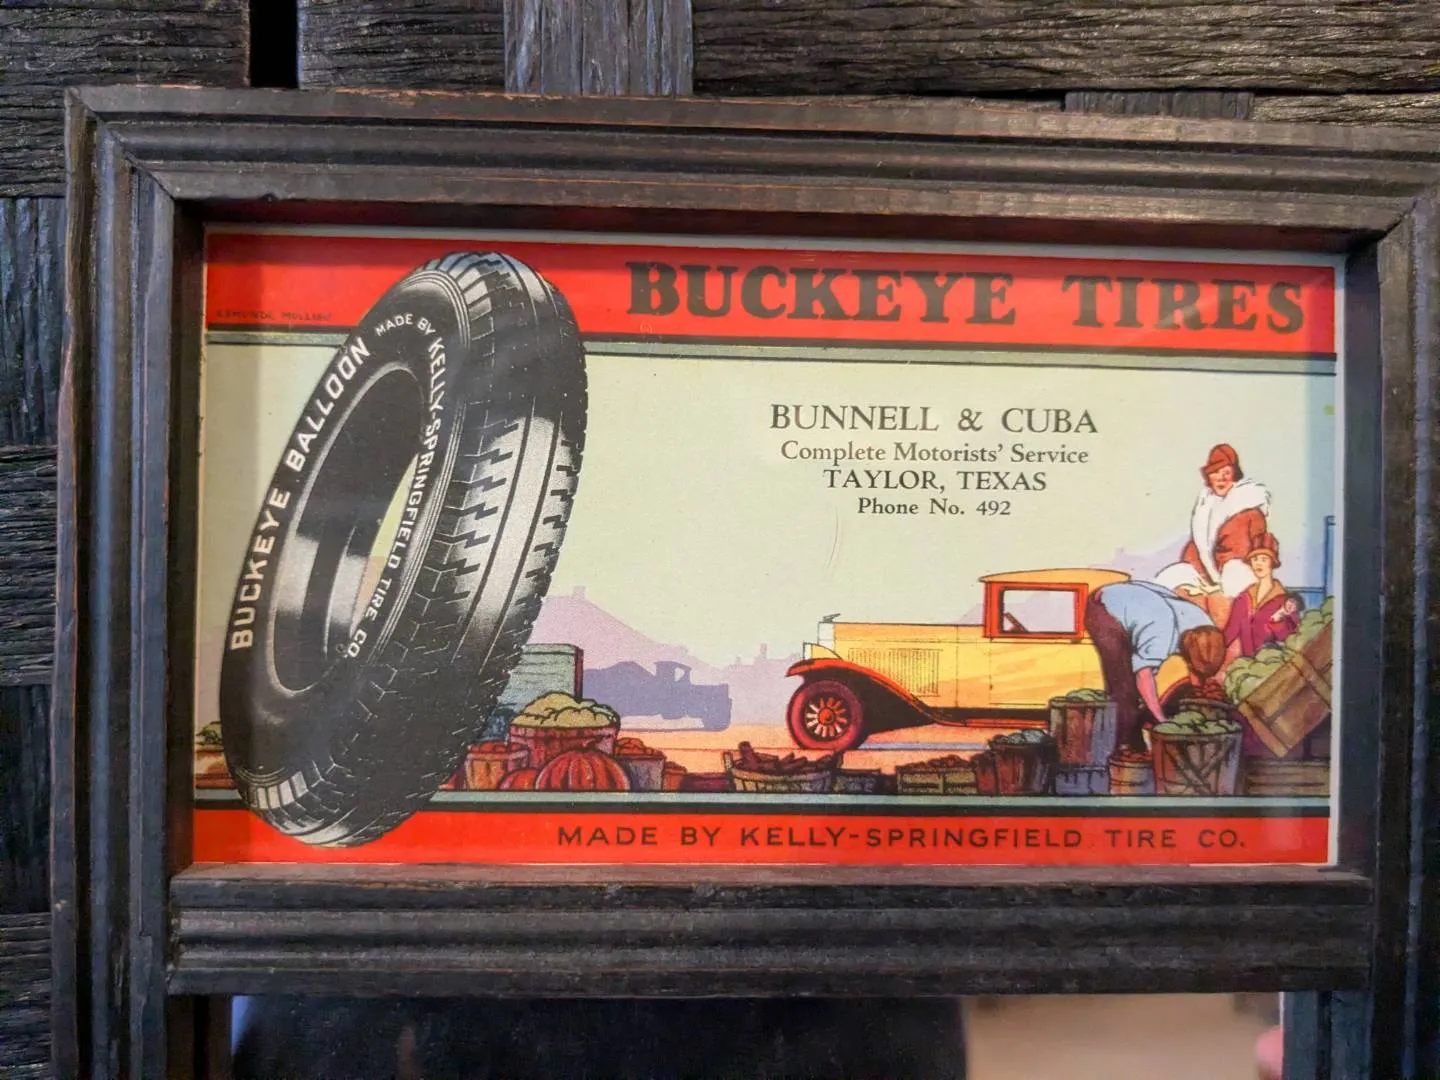 BUCKEYE TIRES
BUCKEYE BALLOON
MADE BY KELLY-SPRINGFIELD TIRE CO.
BUNNELL & CUBA
Complete Motorists' Service
TAYLOR, TEXAS
Phone No. 492
MADE BY KELLY-SPRINGFIELD TIRE CO.